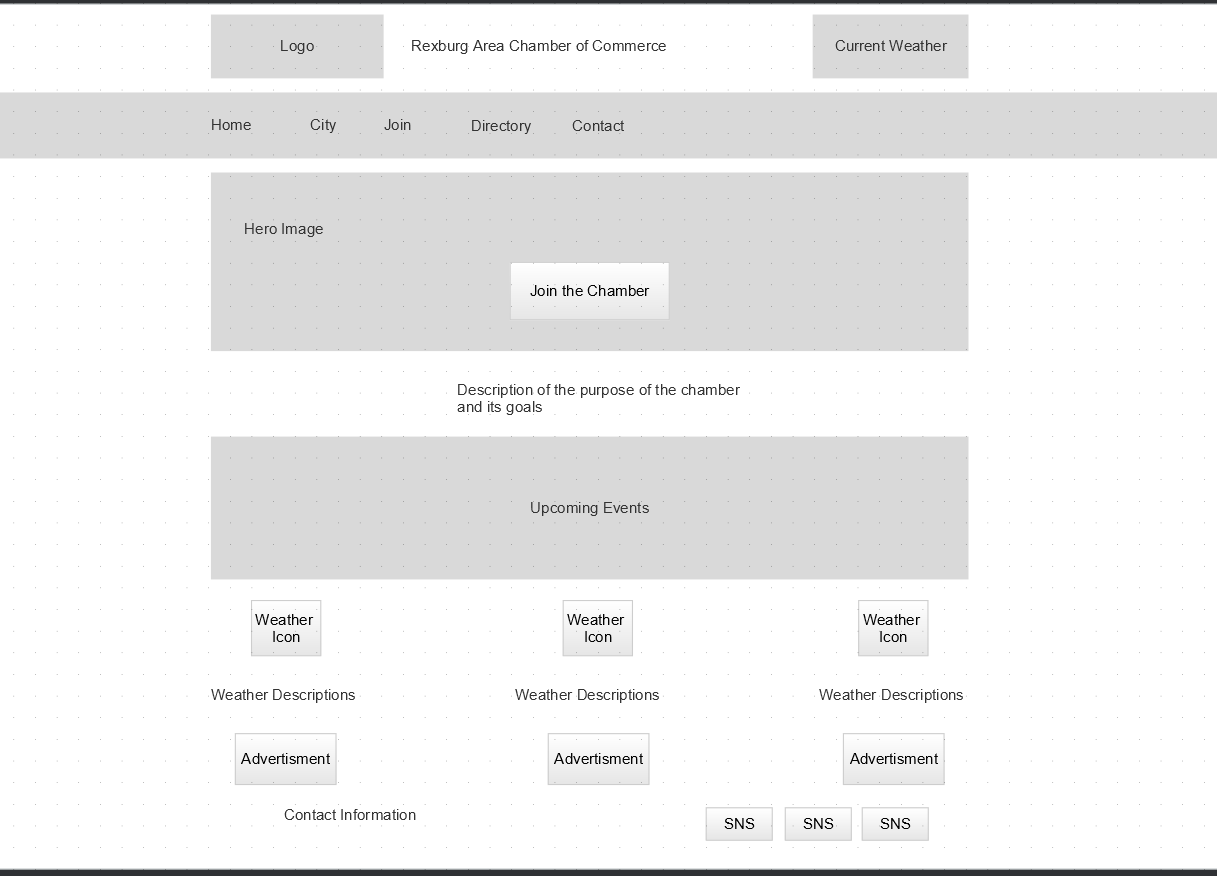 Logo
Rexburg Area Chamber of Commerce
Current Weather
Home
City
Join
Directory
Contact
Hero Image
Join the Chamber
Description of the purpose of the chamber
and its goals
Upcoming Events
Weather
Icon
Weather
Icon
Weather
Icon
Weather Descriptions
Weather Descriptions
Weather Descriptions
Advertisment
Advertisment
Advertisment
Contact Information
SNS
SNS
SNS